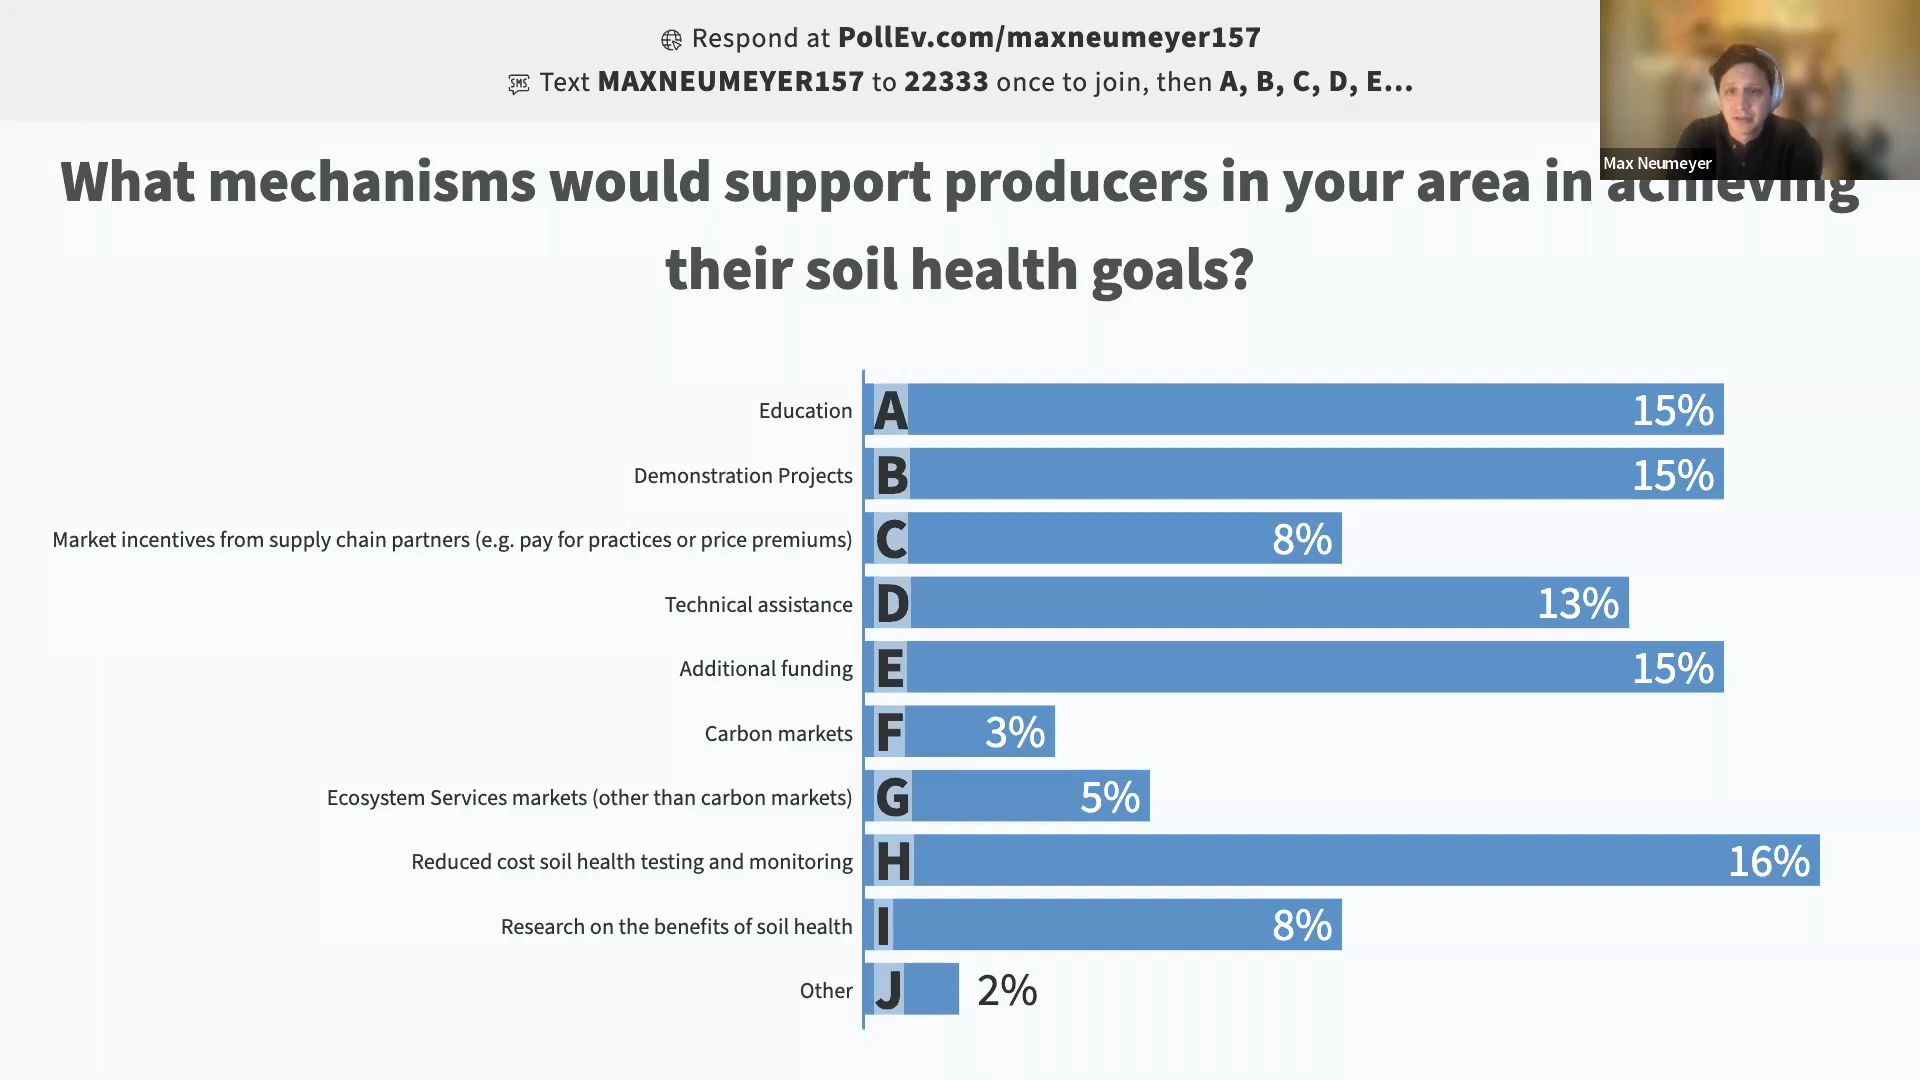 Respond at PollEv.com/maxneumeyer157
SMS Text MAXNEUMEYER157 to 22333 once to join, then A, B, C, D, E...
Max Neumeyer
What mechanisms would support producers in your area in achieving
their soil health goals?
Education A 15%
Demonstration Projects B 15%
Market incentives from supply chain partners (e.g. pay for practices or price premiums) C 8%
Technical assistance D 13%
Additional funding E 15%
Carbon markets F 3%
Ecosystem Services markets (other than carbon markets) G 5%
Reduced cost soil health testing and monitoring H 16%
Research on the benefits of soil health I 8%
Other J 2%